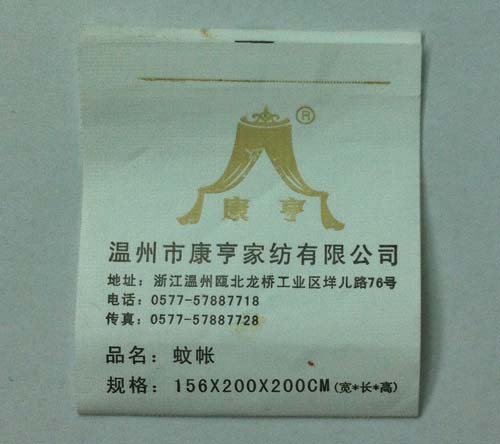 ®
康亨
温州市康亨家纺有限公司
地址：浙江温州瓯北龙桥工业区垟儿路76号
电话：0577-57887718
传真：0577-57887728
品名：蚊帐
规格：156X200X200CM(宽*长*高)